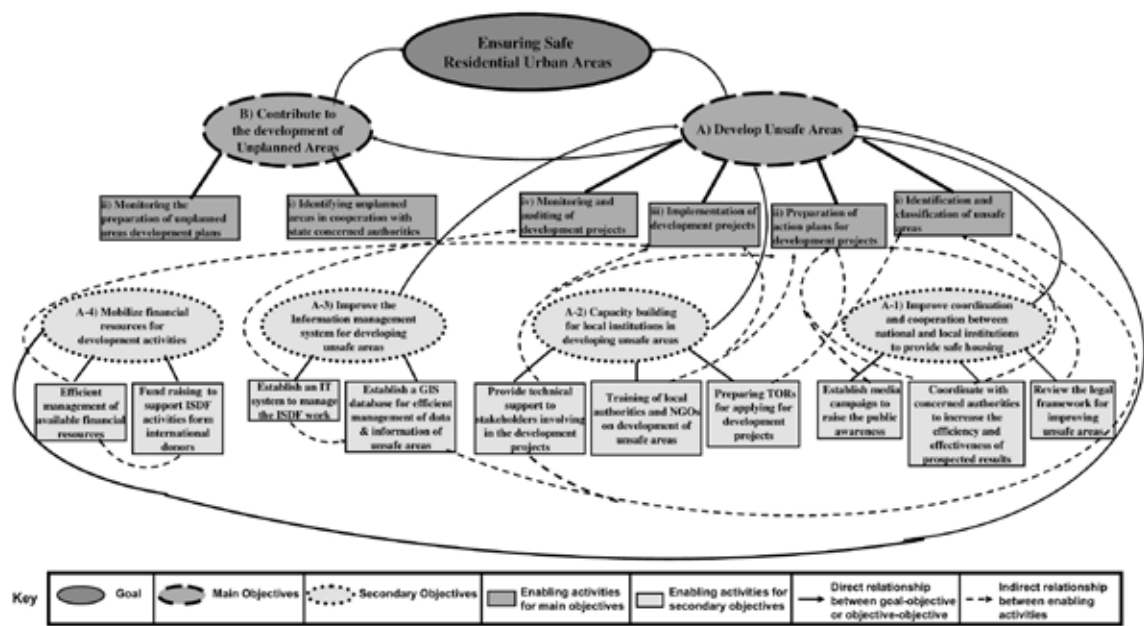 Ensuring Safe
Residential Urban Areas
B) Contribute to
the development of
Unplanned Areas
A) Develop Unsafe Areas
ii) Monitoring the
preparation of unplanned
areas development plans
i) Identifying unplanned
areas in cooperation with
state concerned authorities
iv) Monitoring and
auditing of
development projects
iii) Implementation of
development projects
ii) Preparation of
action plans for
development projects
i) Identification and
classification of unsafe
areas
A-4) Mobilize financial
resources for
development activities
A-3) Improve the
Information management
system for developing
unsafe areas
A-2) Capacity building
for local institutions in
developing unsafe areas
A-1) Improve coordination
and cooperation between
national and local institutions
to provide safe housing
Efficient
management of
available financial
resources
Fund raising to
support ISDF
activities form
international
donors
Establish an IT
system to manage
the ISDF work
Establish a GIS
database for efficient
management of data
& information of
unsafe areas
Provide technical
support to
stakeholders involving
in the development
projects
Training of local
authorities and NGOs
on development of
unsafe areas
Preparing TORs
for applying for
development
projects
Establish media
campaign to
raise the public
awareness
Coordinate with
concerned authorities
to increase the
efficiency and
effectiveness of
prospected results
Review the legal
framework for
improving
unsafe areas
Key
Goal
Main Objectives
Secondary Objectives
Enabling activities
for main objectives
Enabling activities for
secondary objectives
Direct relationship
between goal-objective
or objective-objective
Indirect relationship
between enabling
activities